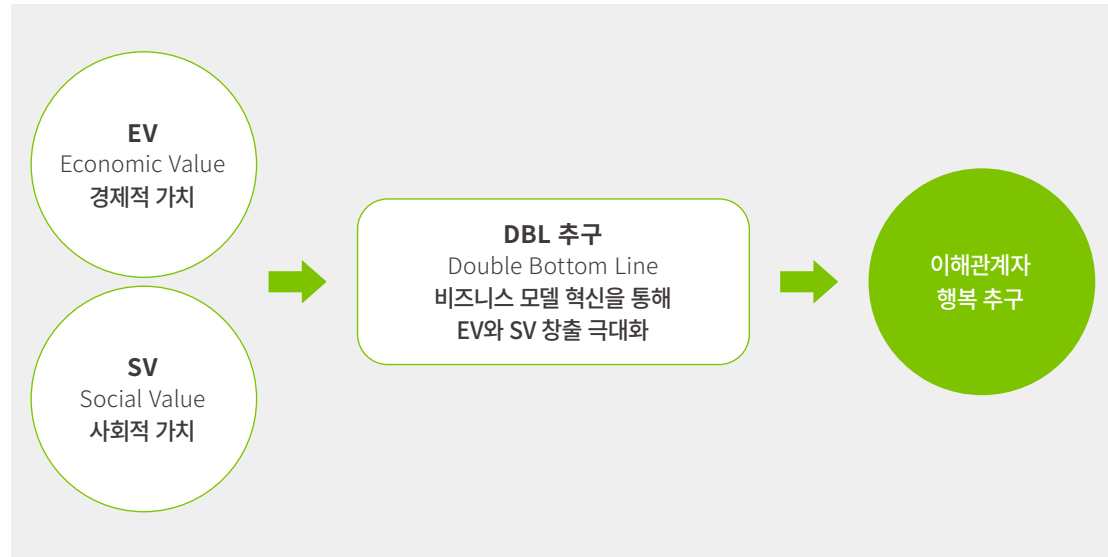 EV
Economic Value
경제적 가치
SV
Social Value
사회적 가치
DBL 추구
Double Bottom Line
비즈니스 모델 혁신을 통해
EV와 SV 창출 극대화
이해관계자
행복 추구